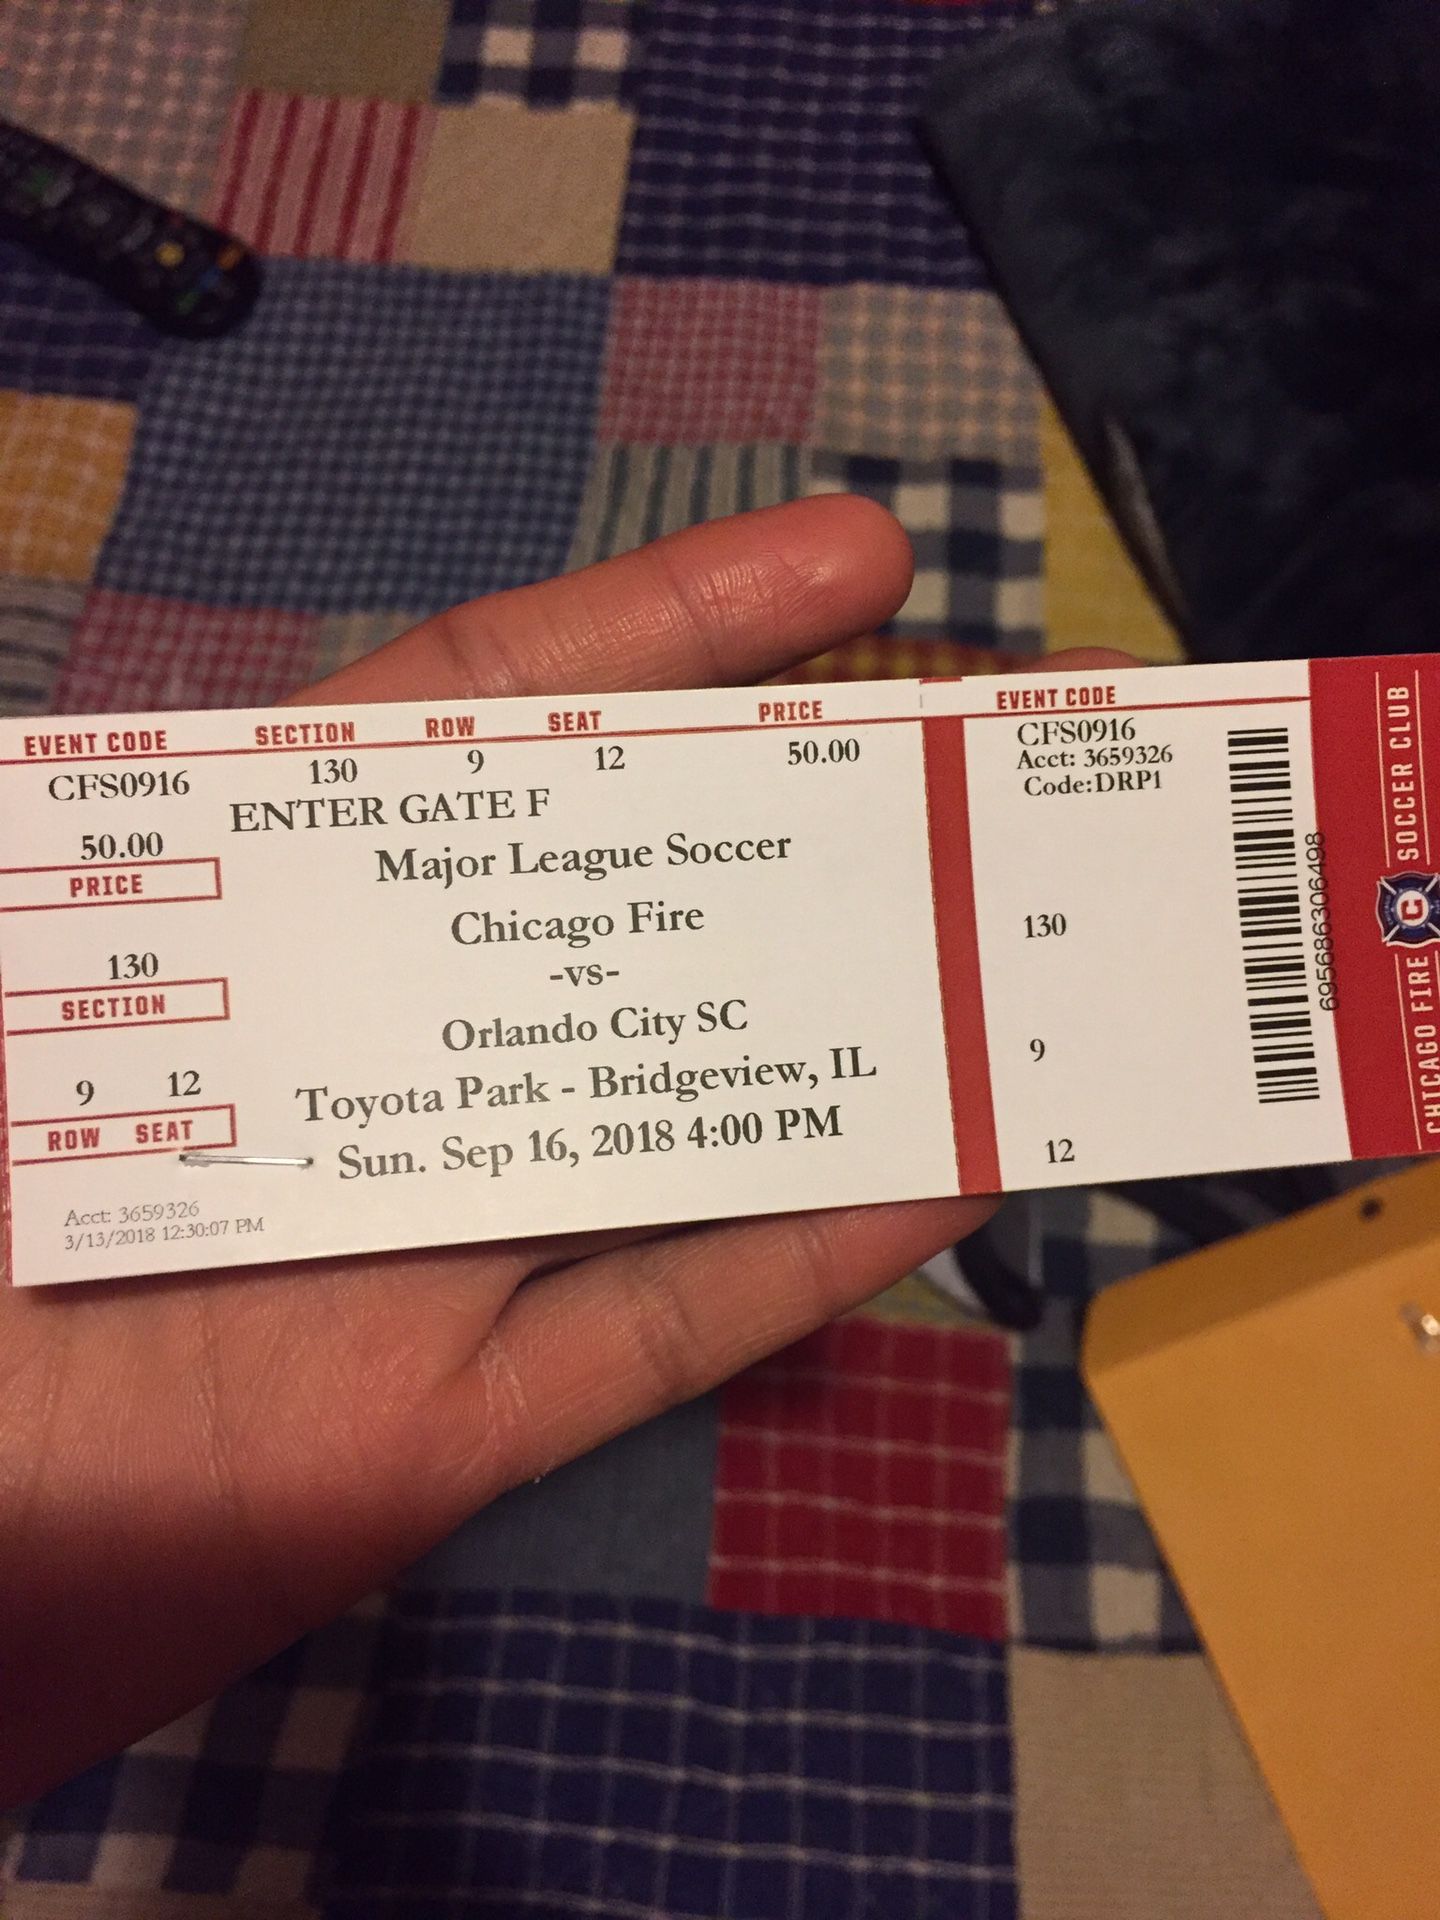 EVENT CODE SECTION ROW SEAT PRICE
CFS0916 130 9 12 50.00
ENTER GATE F
50.00
PRICE
130
SECTION
9 12
ROW SEAT
Major League Soccer
Chicago Fire
-vs-
Orlando City SC
Toyota Park - Bridgeview, IL
Sun. Sep 16, 2018 4:00 PM
Acct: 3659326
3/13/2018 12:30:07 PM
EVENT CODE
CFS0916
Acct: 3659326
Code:DRP1
130
9
12
695686306498
CHICAGO FIRE C SOCCER CLUB